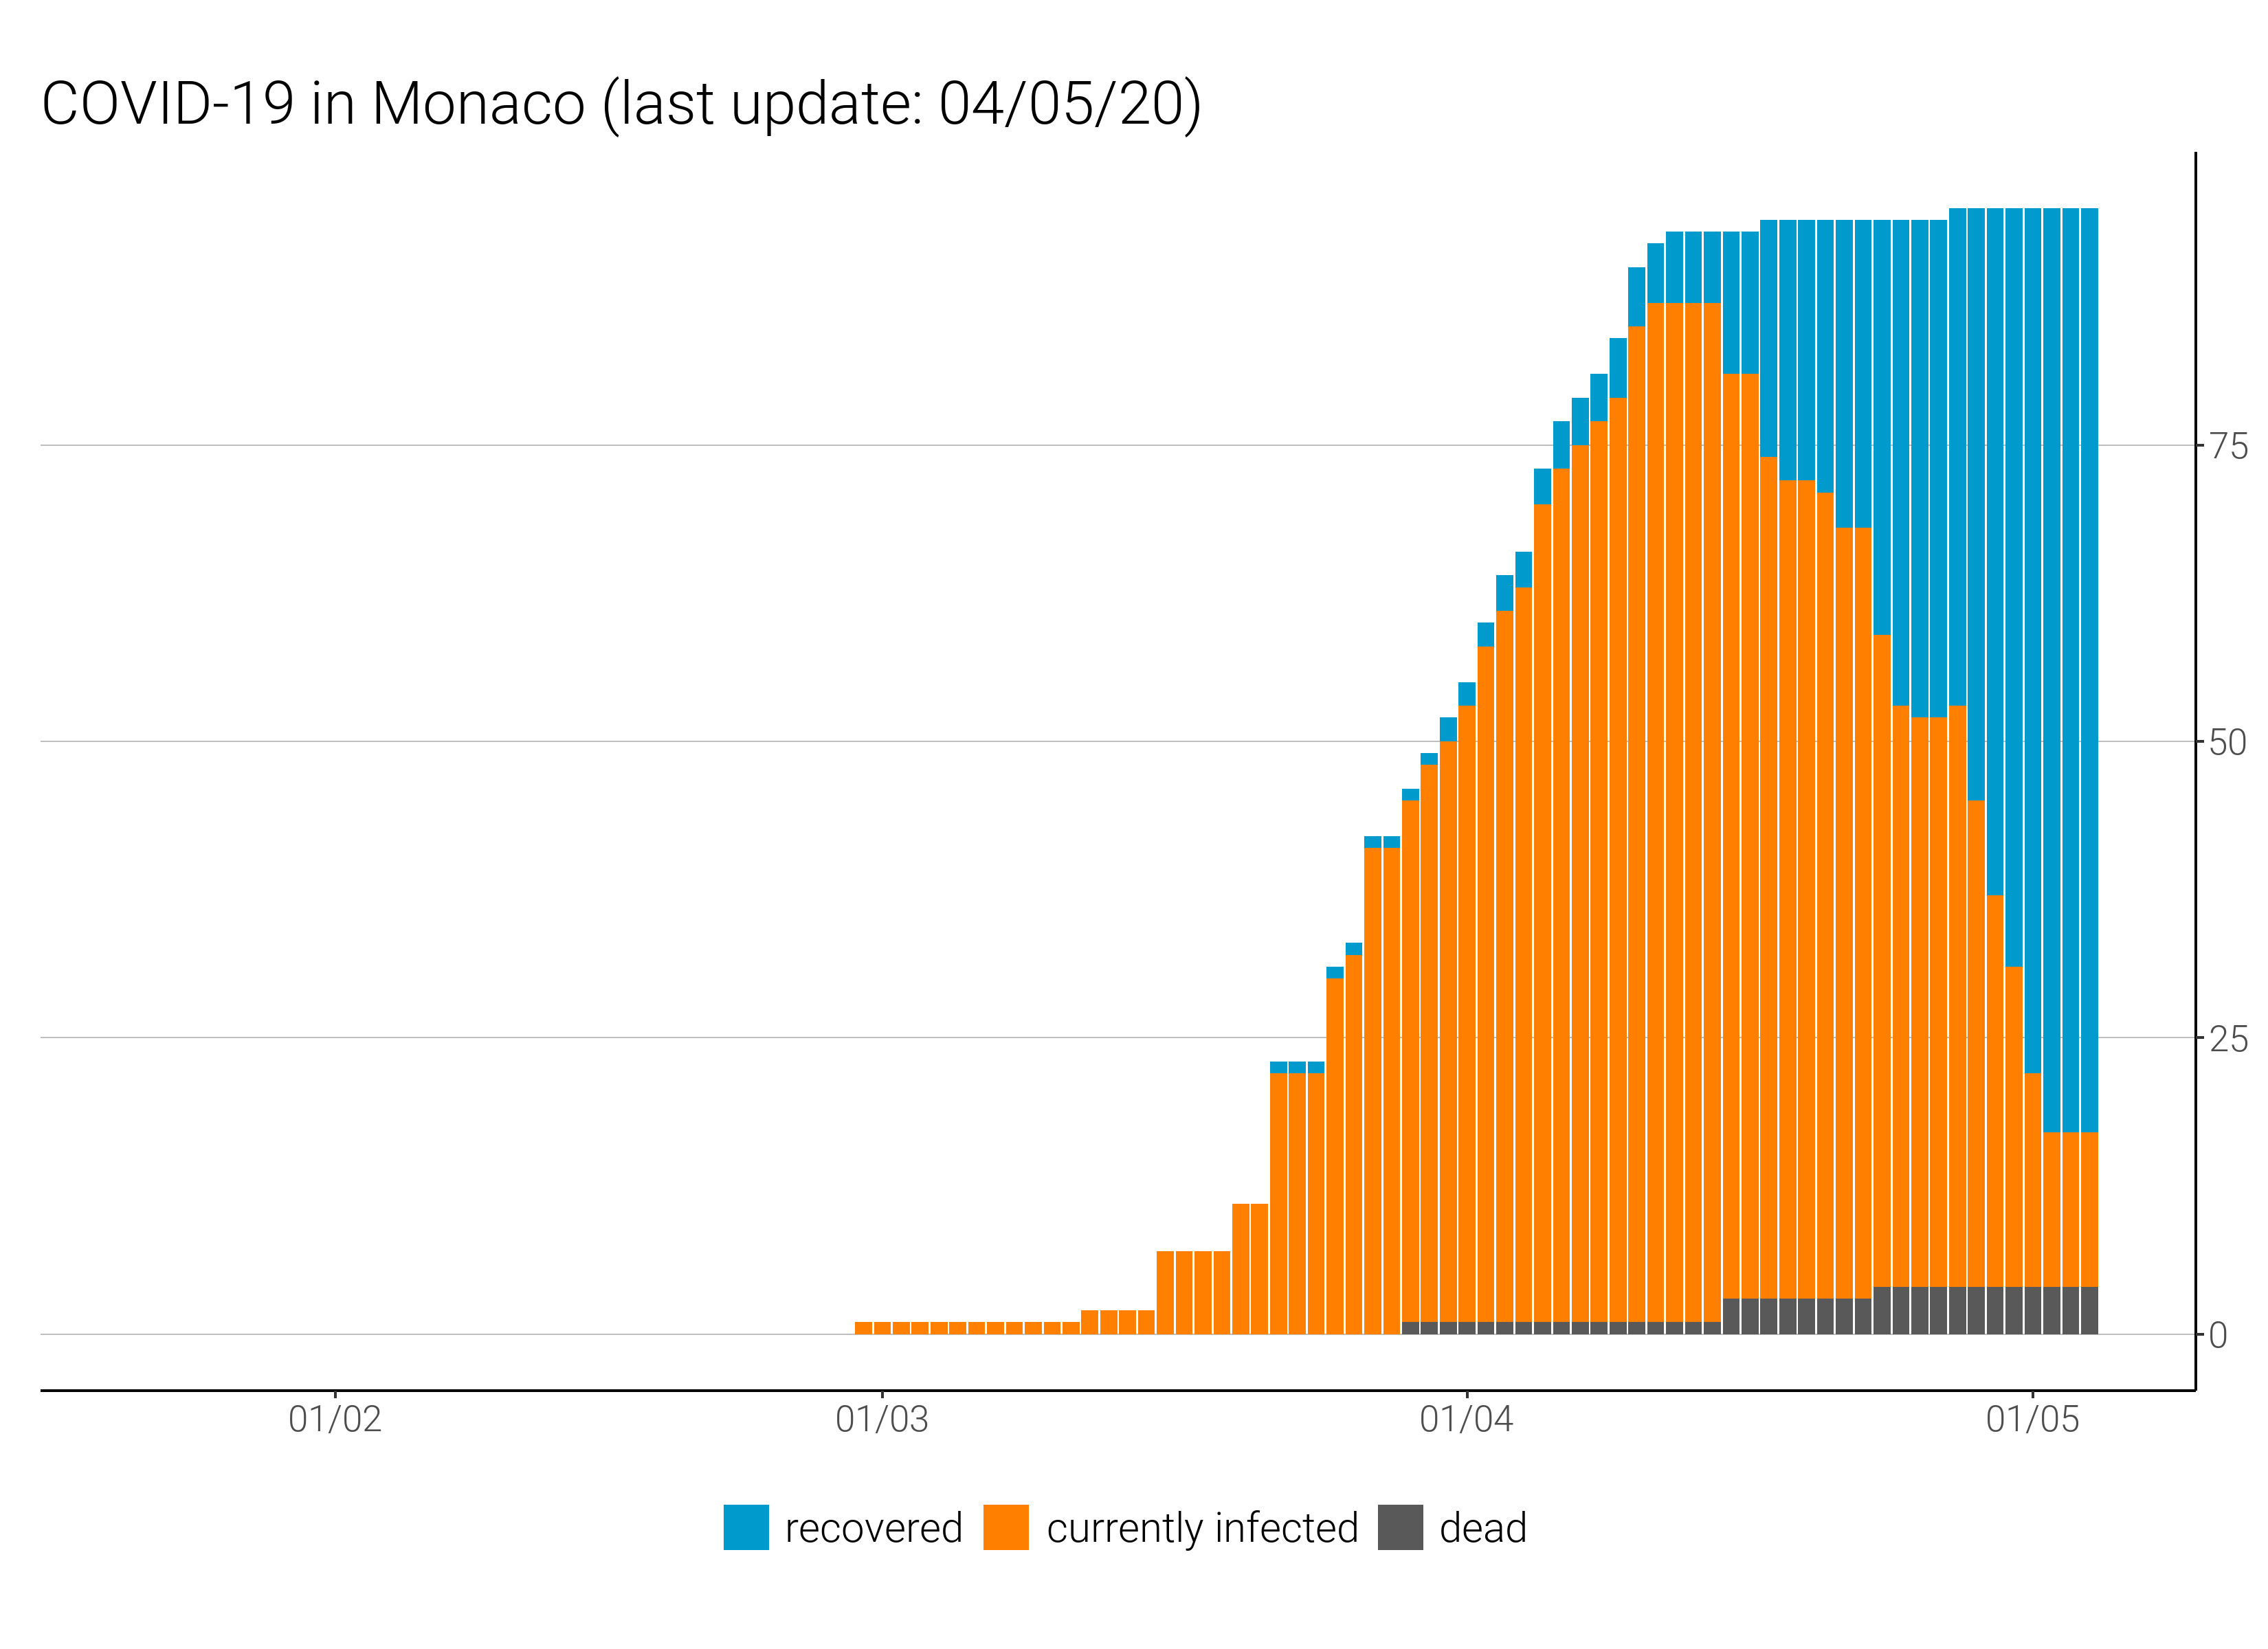 COVID-19 in Monaco (last update: 04/05/20)
75
50
25
0
01/02 01/03 01/04 01/05
recovered currently infected dead